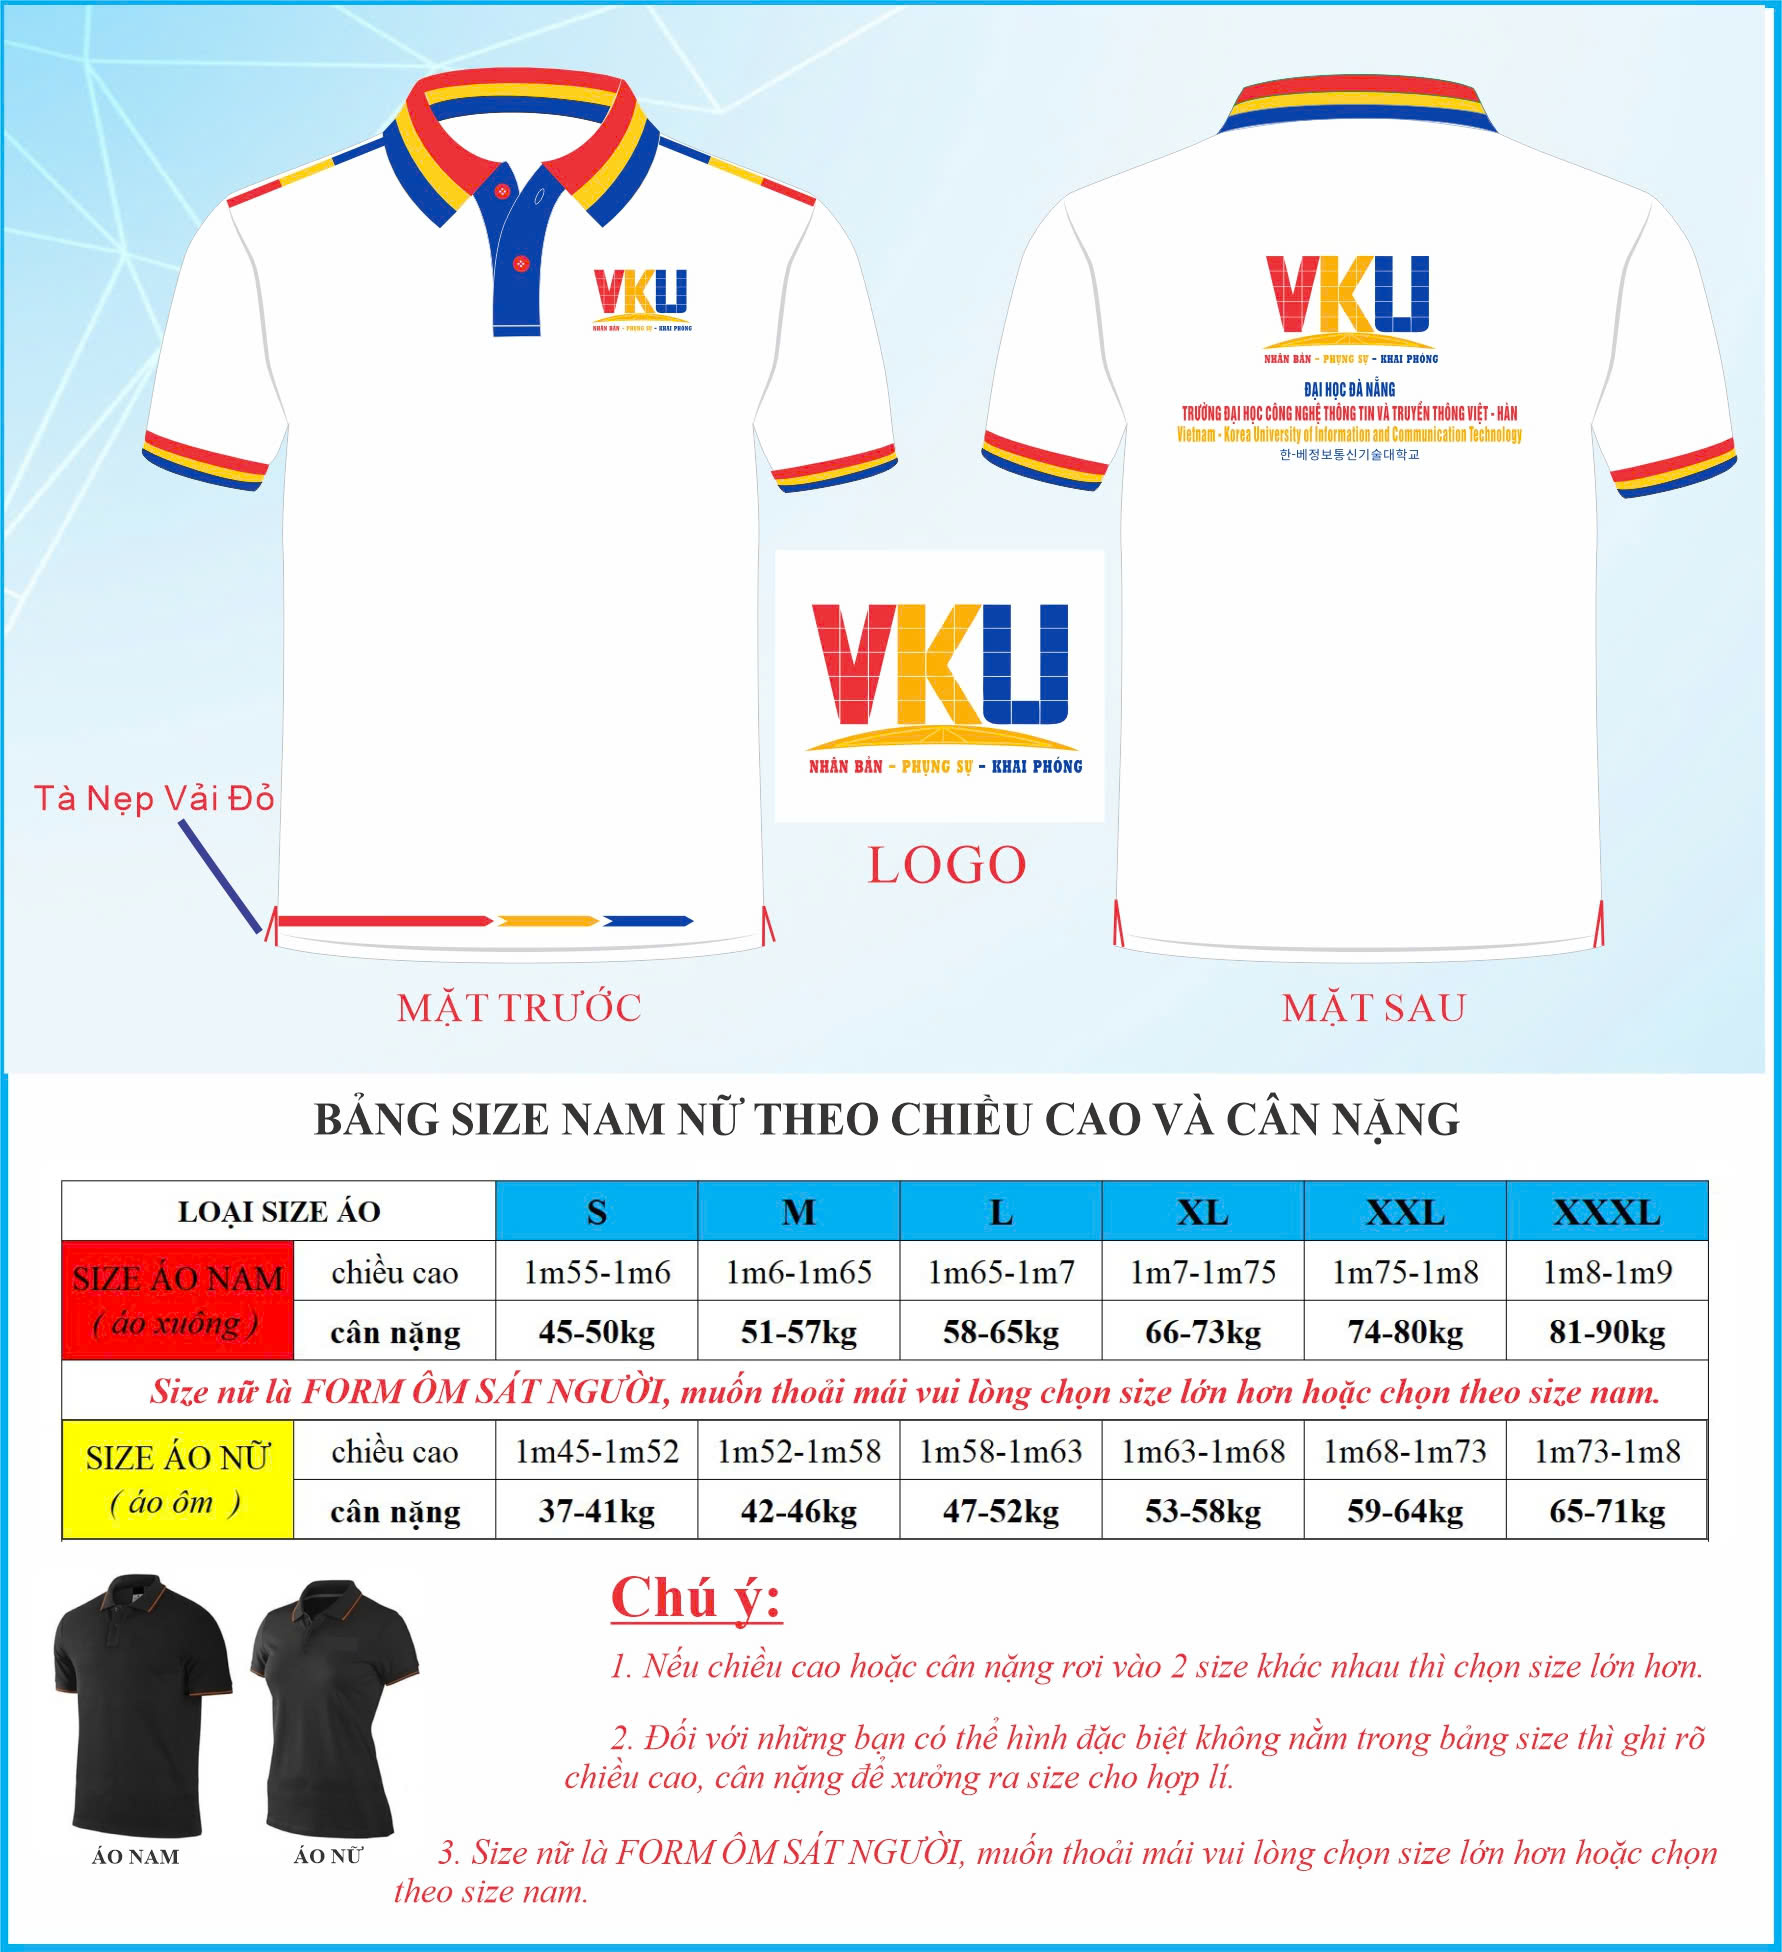 VKU
NHÂN BẢN - PHỤNG SỰ - KHAI PHÓNG
VKU
NHÂN BẢN - PHỤNG SỰ - KHAI PHÓNG
ĐẠI HỌC ĐÀ NẴNG
TRƯỜNG ĐẠI HỌC CÔNG NGHỆ THÔNG TIN VÀ TRUYỀN THÔNG VIỆT - HÀN
Vietnam - Korea University of Information and Communication Technology
한-베정보통신기술대학교
VKU
NHÂN BẢN - PHỤNG SỰ - KHAI PHÓNG
LOGO
Tà Nẹp Vải Đỏ
MẶT TRƯỚC
MẶT SAU
BẢNG SIZE NAM NỮ THEO CHIỀU CAO VÀ CÂN NẶNG
LOẠI SIZE ÁO S M L XL XXL XXXL
SIZE ÁO NAM
( áo xuông )
chiều cao 1m55-1m6 1m6-1m65 1m65-1m7 1m7-1m75 1m75-1m8 1m8-1m9
cân nặng 45-50kg 51-57kg 58-65kg 66-73kg 74-80kg 81-90kg
Size nữ là FORM ÔM SÁT NGƯỜI, muốn thoải mái vui lòng chọn size lớn hơn hoặc chọn theo size nam.
SIZE ÁO NỮ
( áo ôm )
chiều cao 1m45-1m52 1m52-1m58 1m58-1m63 1m63-1m68 1m68-1m73 1m73-1m8
cân nặng 37-41kg 42-46kg 47-52kg 53-58kg 59-64kg 65-71kg
ÁO NAM
ÁO NỮ
Chú ý:
1. Nếu chiều cao hoặc cân nặng rơi vào 2 size khác nhau thì chọn size lớn hơn.
2. Đối với những bạn có thể hình đặc biệt không nằm trong bảng size thì ghi rõ
chiều cao, cân nặng để xưởng ra size cho hợp lí.
3. Size nữ là FORM ÔM SÁT NGƯỜI, muốn thoải mái vui lòng chọn size lớn hơn hoặc chọn
theo size nam.